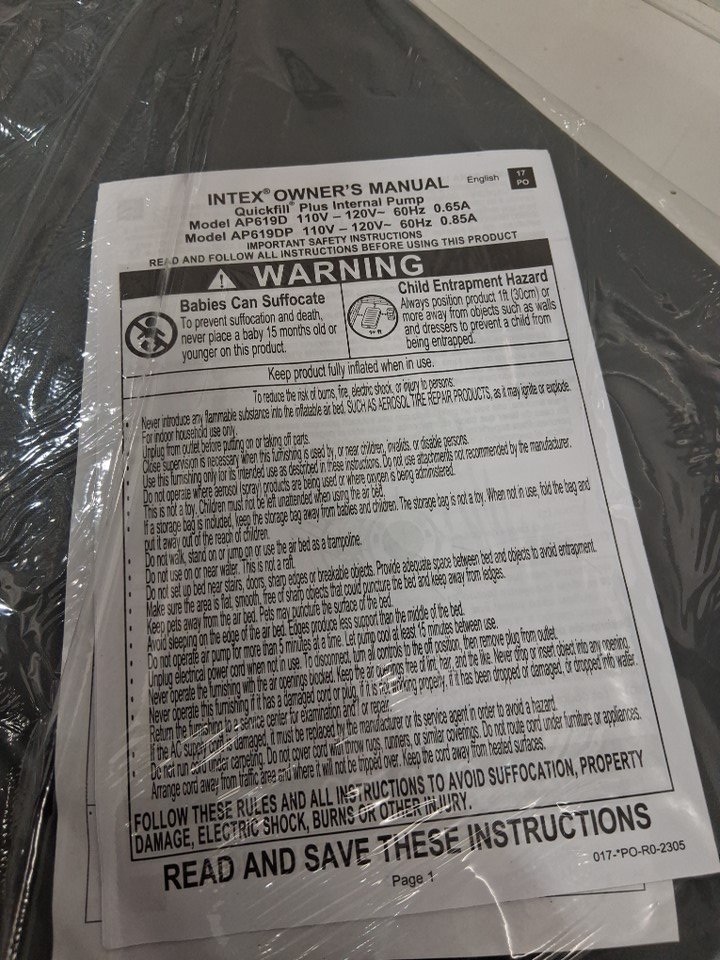 English
17
PO
INTEX® OWNER'S MANUAL
Quickfill® Plus Internal Pump
Model AP619D 110V – 120V~ 60Hz 0.65A
Model AP619DP 110V – 120V~ 60Hz 0.85A
IMPORTANT SAFETY INSTRUCTIONS
READ AND FOLLOW ALL INSTRUCTIONS BEFORE USING THIS PRODUCT
WARNING
Babies Can Suffocate
To prevent suffocation and death,
never place a baby 15 months old or
younger on this product.
Child Entrapment Hazard
Always position product 1ft (30cm) or
more away from objects such as walls
and dressers to prevent a child from
being entrapped.
Keep product fully inflated when in use.
To reduce the risk of burns, fire, electric shock, or injury to persons:
• Never introduce any flammable substance into the inflatable air bed, SUCH AS AEROSOL TIRE REPAIR PRODUCTS, as it may ignite or explode.
• For indoor household use only.
• Unplug from outlet before putting on or taking off parts.
• Close supervision is necessary when this furnishing is used by, or near children, invalids, or disable persons.
• Use this furnishing only for its intended use as described in these instructions. Do not use attachments not recommended by the manufacturer.
• Do not operate where aerosol (spray) products are being used or where oxygen is being administered.
• This is not a toy. Children must not be left unattended when using the air bed.
• If a storage bag is included, keep the storage bag away from babies and children. The storage bag is not a toy. When not in use, fold the bag and
put it away out of the reach of children.
• Do not walk, stand on or jump on or use the air bed as a trampoline.
• Do not use on or near water. This is not a raft.
• Do not set up bed near stairs, doors, sharp edges or breakable objects. Provide adequate space between bed and objects to avoid entrapment.
• Make sure the area is flat, smooth, free of sharp objects that could puncture the bed and keep away from edges.
• Keep pets away from the air bed. Pets may puncture the surface of the bed.
• Avoid sleeping on the edge of the air bed. Edges produce less support than the middle of the bed.
• Do not operate air pump for more than 5 minutes at a time. Let pump cool at least 15 minutes between use.
• Unplug electrical power cord when not in use. To disconnect, turn all controls to the off position, then remove plug from outlet.
• Never operate the furnishing with the air openings blocked. Keep the air openings free of lint, hair, and the like. Never drop or insert object into any opening.
• Never operate this furnishing if it has a damaged cord or plug, if it is not working properly, if it has been dropped or damaged, or dropped into water.
Return the furnishing to a service center for examination and / or repair.
• If the AC supply cord is damaged, it must be replaced by the manufacturer or its service agent in order to avoid a hazard.
• Do not run cord under carpeting. Do not cover cord with throw rugs, runners, or similar coverings. Do not route cord under furniture or appliances.
Arrange cord away from traffic area and where it will not be tripped over. Keep the cord away from heated surfaces.
FOLLOW THESE RULES AND ALL INSTRUCTIONS TO AVOID SUFFOCATION, PROPERTY
DAMAGE, ELECTRIC SHOCK, BURNS OR OTHER INJURY.
READ AND SAVE THESE INSTRUCTIONS
Page 1
017-*PO-R0-2305